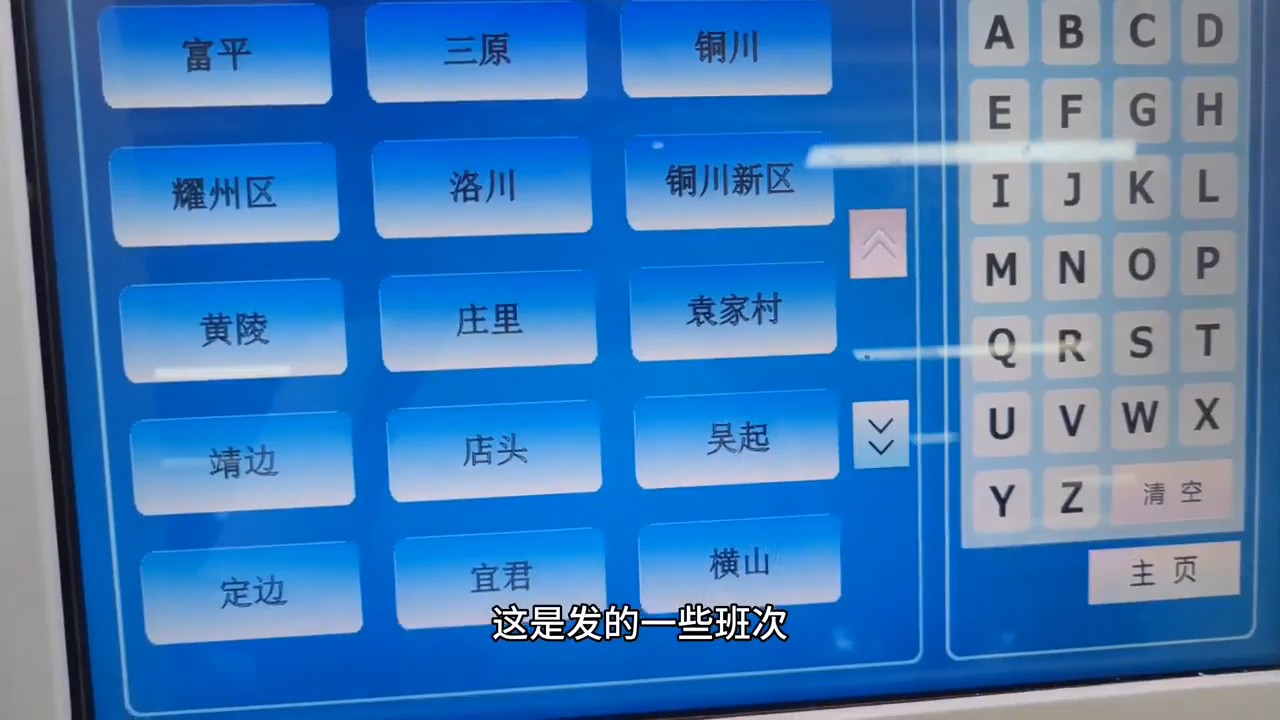 富平 三原 铜川
耀州区 洛川 铜川新区
黄陵 庄里 袁家村
靖边 店头 吴起
定边 宜君 横山
A B C D
E F G H
I J K L
M N O P
Q R S T
U V W X
Y Z 清空
主页
这是发的一些班次